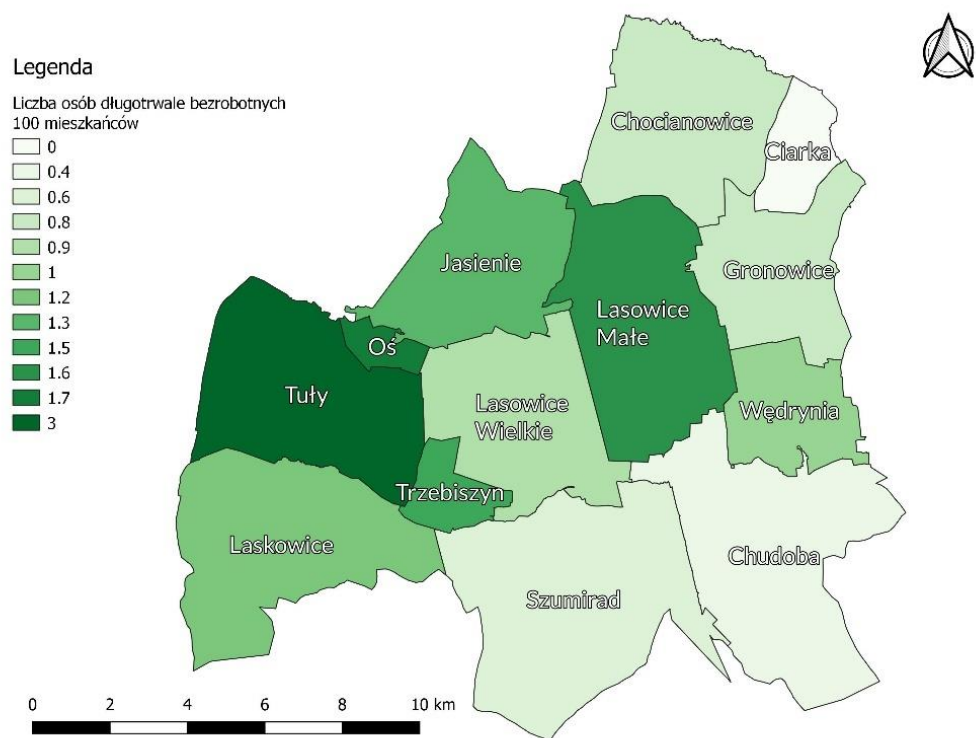 Legenda
Liczba osób długotrwale bezrobotnych
100 mieszkańców
0
0.4
0.6
0.8
0.9
1
1.2
1.3
1.5
1.6
1.7
3
Chocianowice
Ciarka
Jasienie
Gronowice
Lasowice
Małe
Oś
Tuły
Lasowice
Wielkie
Wędrynia
Trzebiszyn
Laskowice
Chudoba
Szumirad
0 2 4 6 8 10 km